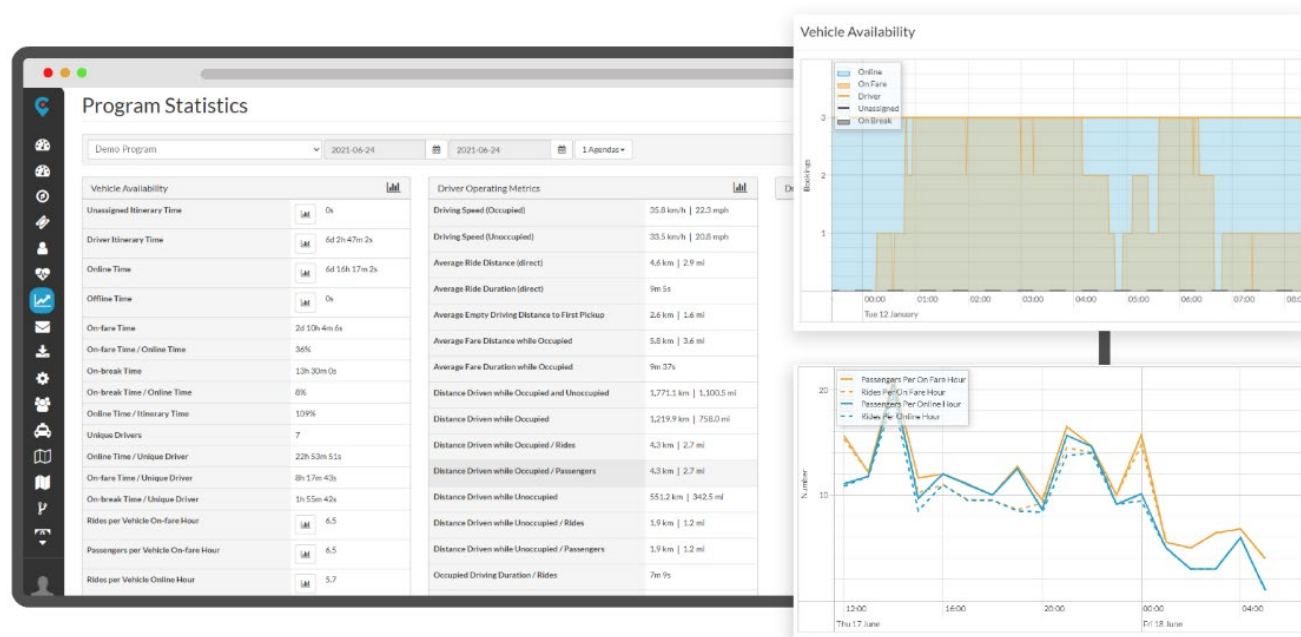 Program Statistics
Demo Program
2021-06-24
2021-06-24
1 Agendas
Vehicle Availability
Unassigned Itinerary Time 0s
Driver Itinerary Time 6d 2h 47m 2s
Online Time 6d 16h 17m 2s
Offline Time 0s
On-fare Time 2d 10h 4m 6s
On-fare Time / Online Time 36%
On-break Time 13h 30m 0s
On-break Time / Online Time 8%
Online Time / Itinerary Time 109%
Unique Drivers 7
Online Time / Unique Driver 22h 53m 51s
On-fare Time / Unique Driver 8h 17m 43s
On-break Time / Unique Driver 1h 55m 42s
Rides per Vehicle On-fare Hour 6.5
Passengers per Vehicle On-fare Hour 6.5
Rides per Vehicle Online Hour 5.7
Driver Operating Metrics
Driving Speed (Occupied) 35.8 km/h | 22.3 mph
Driving Speed (Unoccupied) 33.5 km/h | 20.8 mph
Average Ride Distance (direct) 4.6 km | 2.9 mi
Average Ride Duration (direct) 9m 5s
Average Empty Driving Distance to First Pickup 2.6 km | 1.6 mi
Average Fare Distance while Occupied 5.8 km | 3.6 mi
Average Fare Duration while Occupied 9m 37s
Distance Driven while Occupied and Unoccupied 1,771.1 km | 1,100.5 mi
Distance Driven while Occupied 1,219.9 km | 758.0 mi
Distance Driven while Occupied / Rides 4.3 km | 2.7 mi
Distance Driven while Occupied / Passengers 4.3 km | 2.7 mi
Distance Driven while Unoccupied 551.2 km | 342.5 mi
Distance Driven while Unoccupied / Rides 1.9 km | 1.2 mi
Distance Driven while Unoccupied / Passengers 1.9 km | 1.2 mi
Occupied Driving Duration / Rides 7m 9s
Vehicle Availability
Online
On Fare
Driver
Unassigned
On Break
Bookings
3
2
1
00:00 01:00 02:00 03:00 04:00 05:00 06:00 07:00
Tue 12 January
Passengers Per On Fare Hour
Rides Per On Fare Hour
Passengers Per Online Hour
Rides Per Online Hour
Number
20
10
12:00 16:00 20:00 00:00 04:00
Thu 17 June Fri 18 June